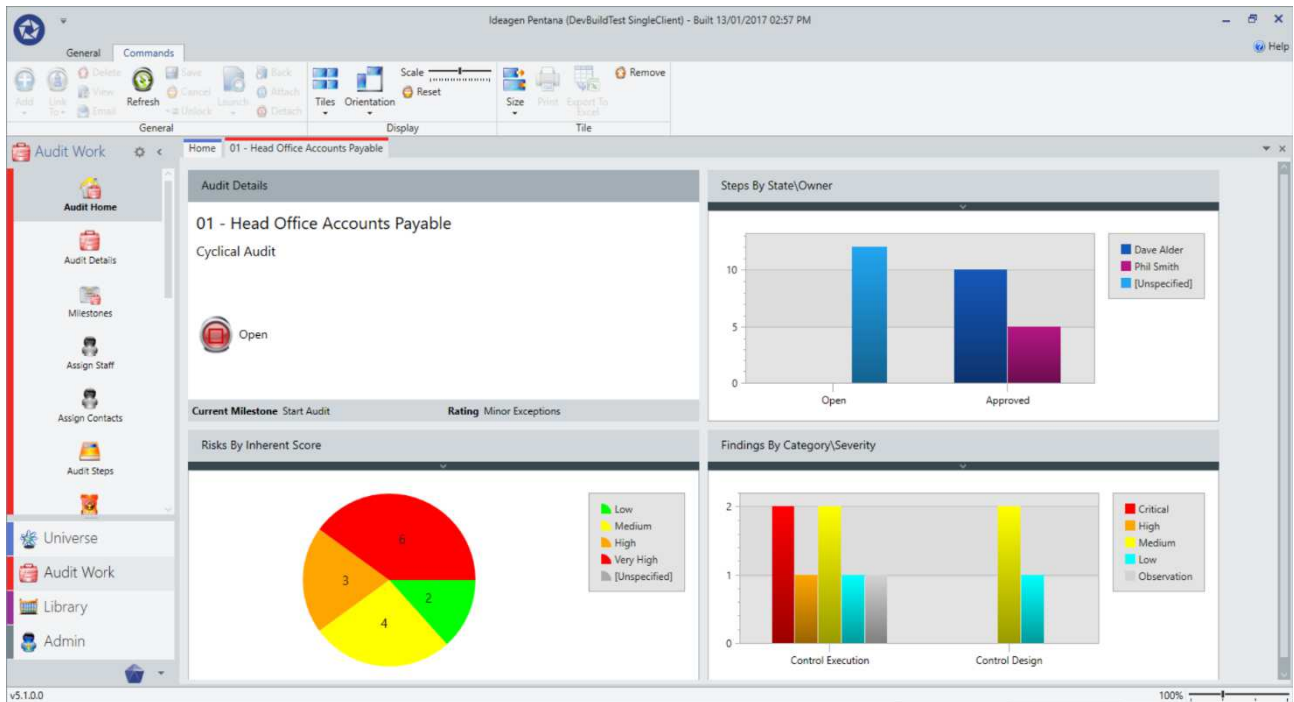 Ideagen Pentana (DevBuildTest SingleClient) - Built 13/01/2017 02:57 PM
Help
General Commands
Add
Link To
Delete
View
Email
Refresh
Save
Cancel
Unlock
Launch
Back
Attach
Detach
General
Tiles
Orientation
Scale
Reset
Display
Size
Print
Export To Excel
Remove
Tile
Audit Work
Home
01 - Head Office Accounts Payable
Audit Home
Audit Details
Milestones
Assign Staff
Assign Contacts
Audit Steps
Universe
Audit Work
Library
Admin
Audit Details
01 - Head Office Accounts Payable
Cyclical Audit
Open
Current Milestone Start Audit
Rating Minor Exceptions
Steps By State\Owner
10
5
0
Open
Approved
Dave Alder
Phil Smith
[Unspecified]
Risks By Inherent Score
6
3
2
4
Low
Medium
High
Very High
[Unspecified]
Findings By Category\Severity
2
1
0
Control Execution
Control Design
Critical
High
Medium
Low
Observation
v5.1.0.0
100%